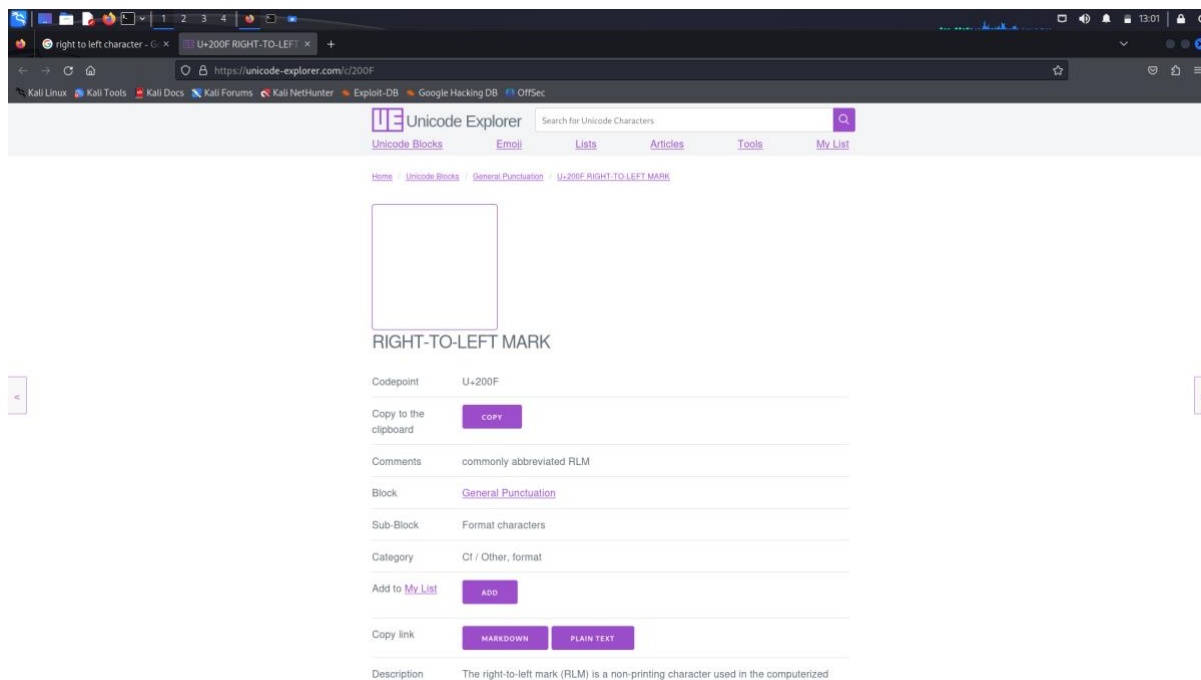 1 2 3 4 13:01
right to left character - G
U+200F RIGHT-TO-LEFT
https://unicode-explorer.com/c/200F
Kali Linux Kali Tools Kali Docs Kali Forums Kali NetHunter Exploit-DB Google Hacking DB OffSec
UE Unicode Explorer Search for Unicode Characters
Unicode Blocks Emoji Lists Articles Tools My List
Home / Unicode Blocks / General Punctuation / U+200F RIGHT-TO-LEFT MARK
RIGHT-TO-LEFT MARK
Codepoint U+200F
Copy to the
clipboard
COPY
Comments commonly abbreviated RLM
Block General Punctuation
Sub-Block Format characters
Category Cf / Other, format
Add to My List ADD
Copy link MARKDOWN PLAIN TEXT
Description The right-to-left mark (RLM) is a non-printing character used in the computerized